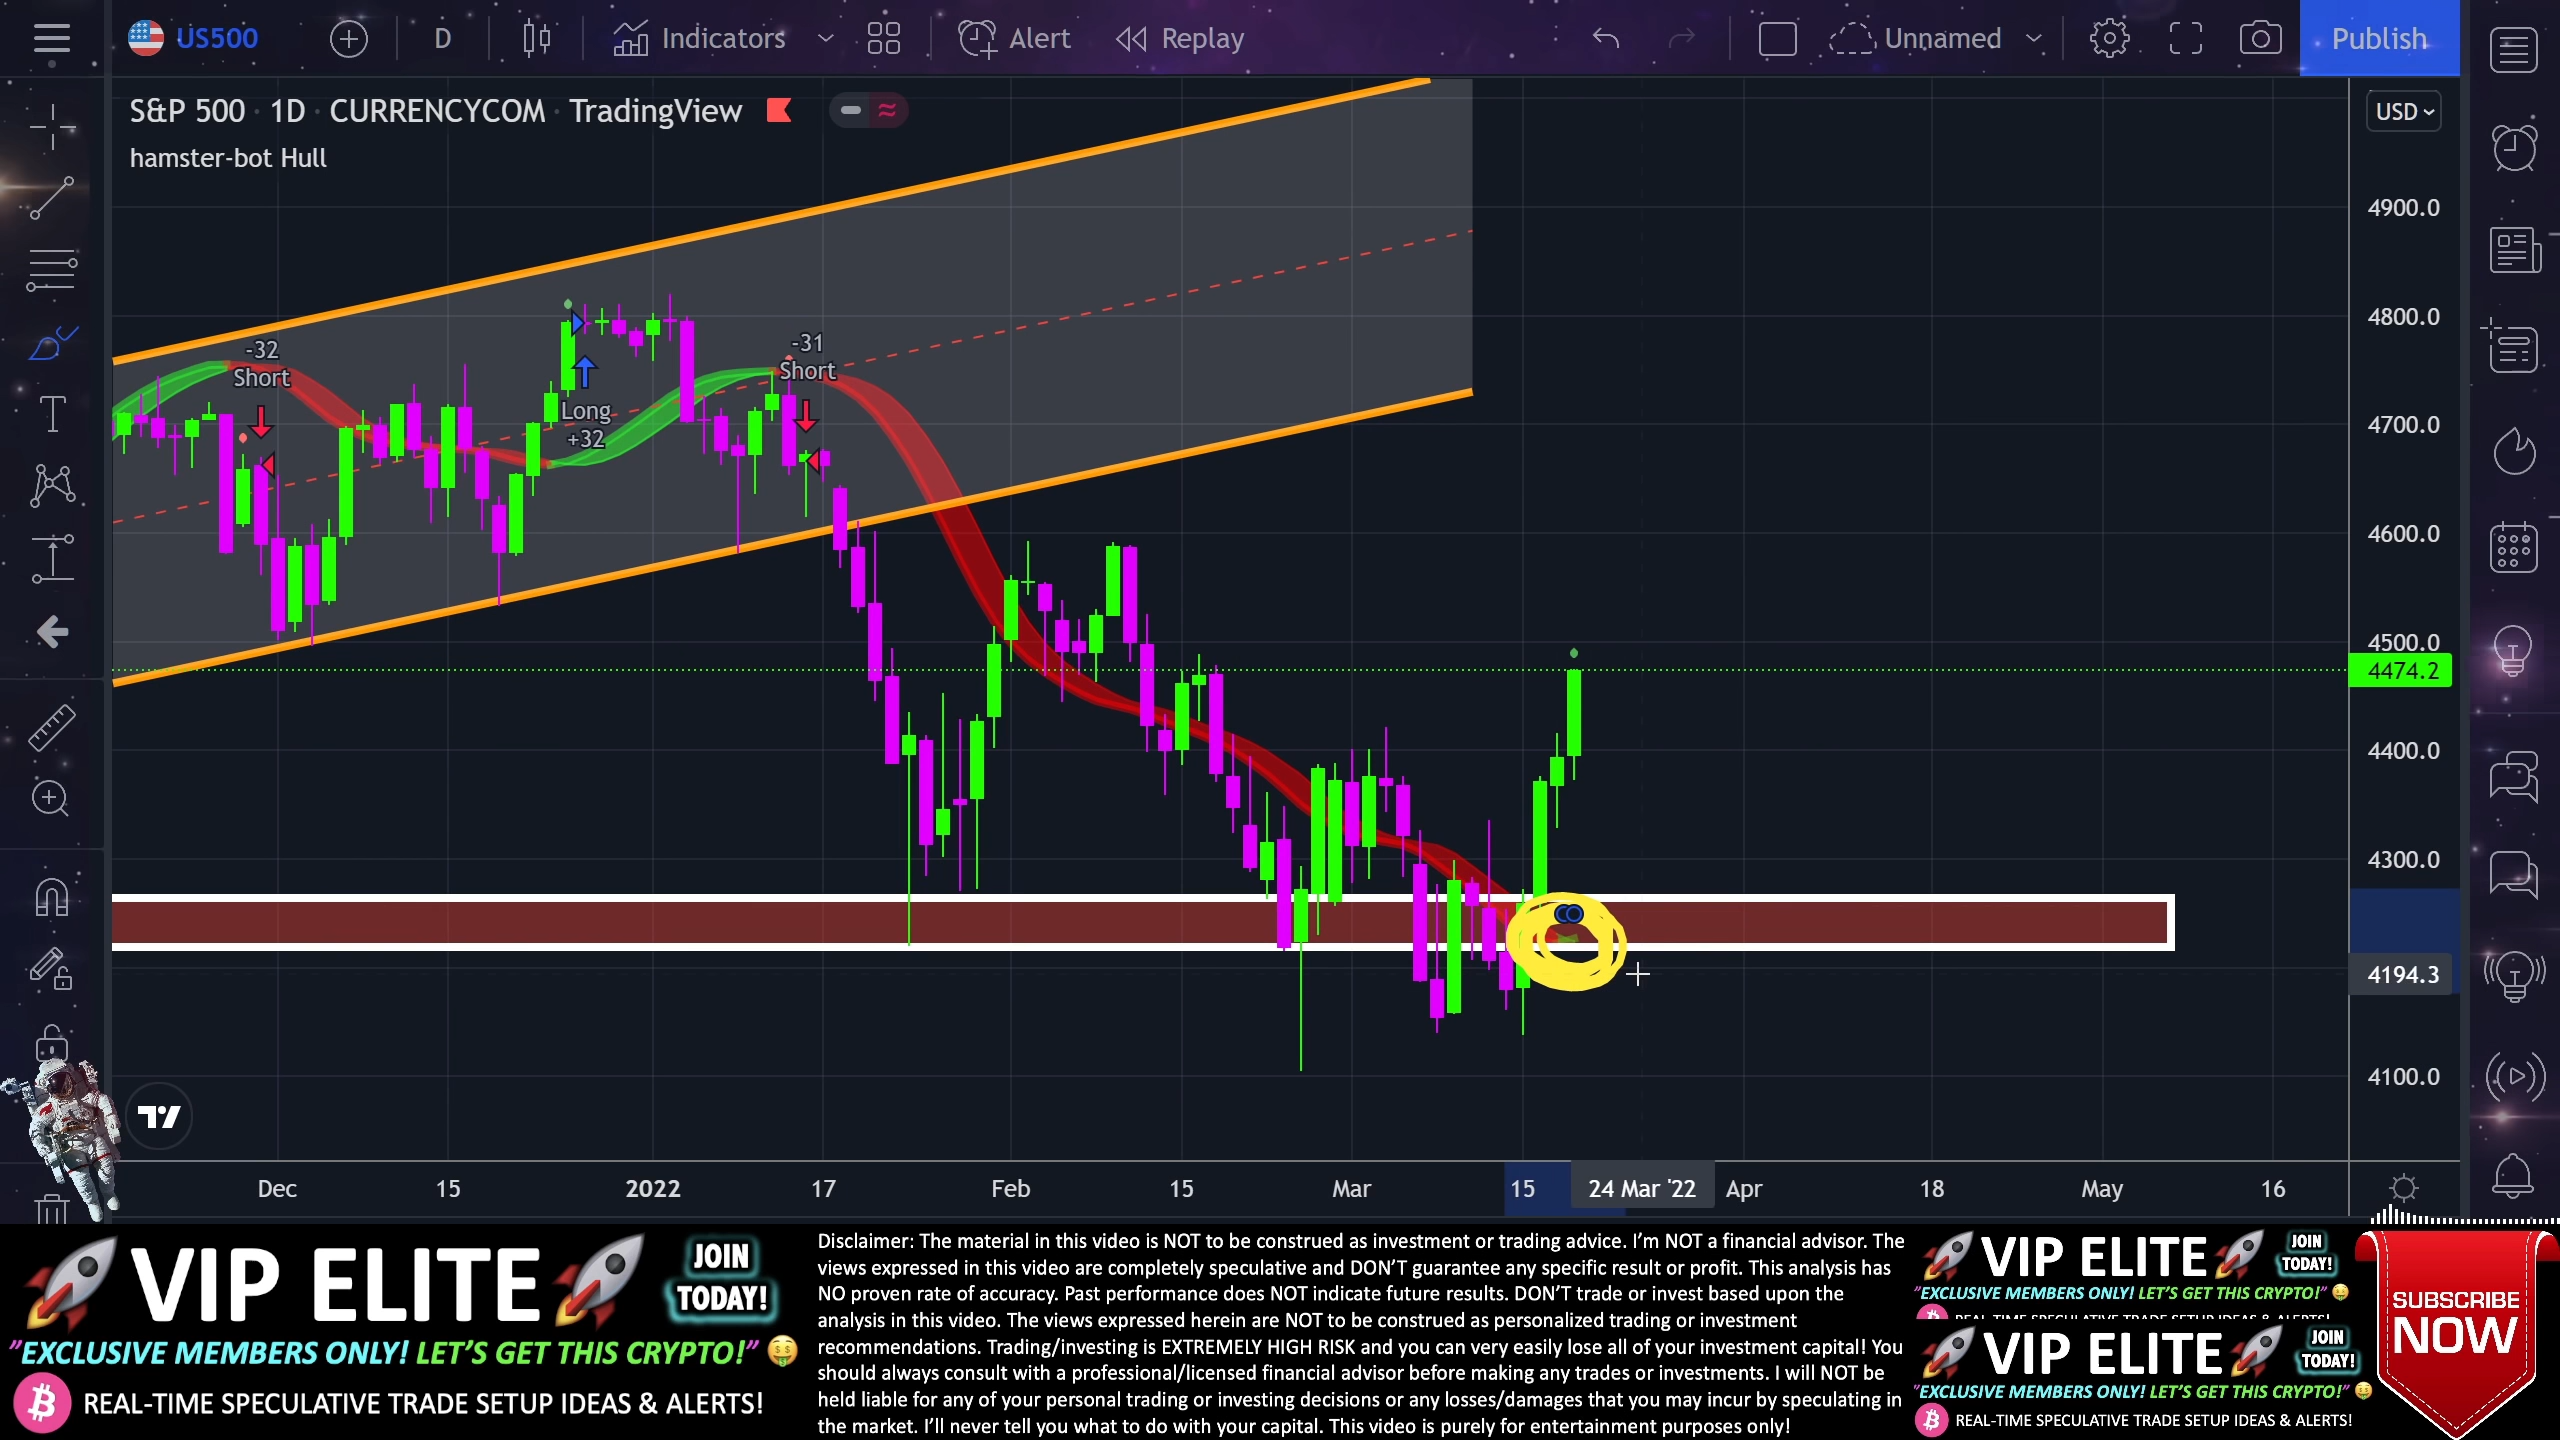 US500
D
Indicators
Alert
Replay
Unnamed
Publish
S&P 500 · 1D · CURRENCYCOM · TradingView
hamster-bot Hull
USD
4900.0
4800.0
4700.0
4600.0
4500.0
4474.2
4400.0
4300.0
4194.3
4100.0
-32
Short
Long
+32
-31
Short
Dec
15
2022
17
Feb
15
Mar
15
24 Mar '22
Apr
18
May
16
VIP ELITE
JOIN
TODAY!
"EXCLUSIVE MEMBERS ONLY! LET'S GET THIS CRYPTO!"
REAL-TIME SPECULATIVE TRADE SETUP IDEAS & ALERTS!
Disclaimer: The material in this video is NOT to be construed as investment or trading advice. I'm NOT a financial advisor. The
views expressed in this video are completely speculative and DON'T guarantee any specific result or profit. This analysis has
NO proven rate of accuracy. Past performance does NOT indicate future results. DON'T trade or invest based upon the
analysis in this video. The views expressed herein are NOT to be construed as personalized trading or investment
recommendations. Trading/investing is EXTREMELY HIGH RISK and you can very easily lose all of your investment capital! You
should always consult with a professional/licensed financial advisor before making any trades or investments. I will NOT be
held liable for any of your personal trading or investing decisions or any losses/damages that you may incur by speculating in
the market. I'll never tell you what to do with your capital. This video is purely for entertainment purposes only!
VIP ELITE
JOIN
TODAY!
"EXCLUSIVE MEMBERS ONLY! LET'S GET THIS CRYPTO!"
VIP ELITE
JOIN
TODAY!
"EXCLUSIVE MEMBERS ONLY! LET'S GET THIS CRYPTO!"
REAL-TIME SPECULATIVE TRADE SETUP IDEAS & ALERTS!
SUBSCRIBE
NOW